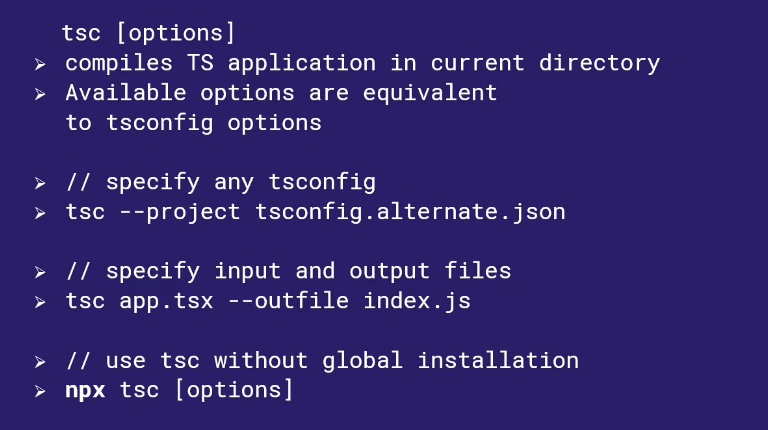 tsc [options]
➢ compiles TS application in current directory
➢ Available options are equivalent
to tsconfig options
➢ // specify any tsconfig
➢ tsc --project tsconfig.alternate.json
➢ // specify input and output files
➢ tsc app.tsx --outfile index.js
➢ // use tsc without global installation
➢ npx tsc [options]